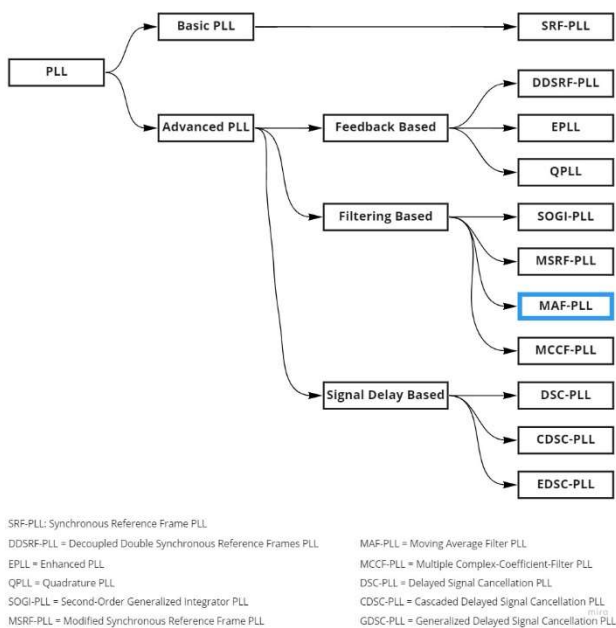 Basic PLL
SRF-PLL
PLL
DDSRF-PLL
Advanced PLL
Feedback Based
EPLL
QPLL
Filtering Based
SOGI-PLL
MSRF-PLL
MAF-PLL
MCCF-PLL
Signal Delay Based
DSC-PLL
CDSC-PLL
EDSC-PLL
SRF-PLL: Synchronous Reference Frame PLL
DDSRF-PLL = Decoupled Double Synchronous Reference Frames PLL
EPLL = Enhanced PLL
QPLL = Quadrature PLL
SOGI-PLL = Second-Order Generalized Integrator PLL
MSRF-PLL = Modified Synchronous Reference Frame PLL
MAF-PLL = Moving Average Filter PLL
MCCF-PLL = Multiple Complex-Coefficient-Filter PLL
DSC-PLL = Delayed Signal Cancellation PLL
CDSC-PLL = Cascaded Delayed Signal Cancellation PLL
GDSC-PLL = Generalized Delayed Signal Cancellation PLL
miro